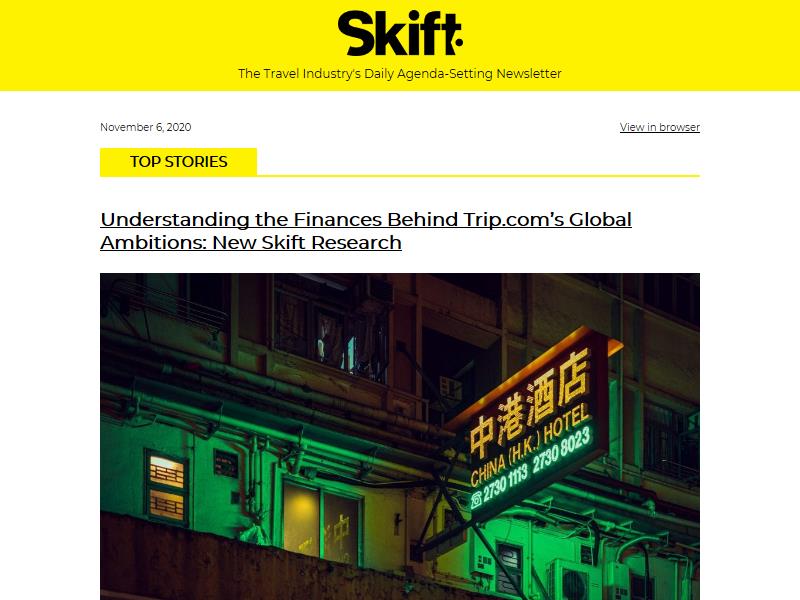 Skift
The Travel Industry's Daily Agenda-Setting Newsletter
November 6, 2020
View in browser
TOP STORIES
Understanding the Finances Behind Trip.com’s Global
Ambitions: New Skift Research
中港酒店
CHINA (H.K.) HOTEL
☎2730 1113 2730 8023